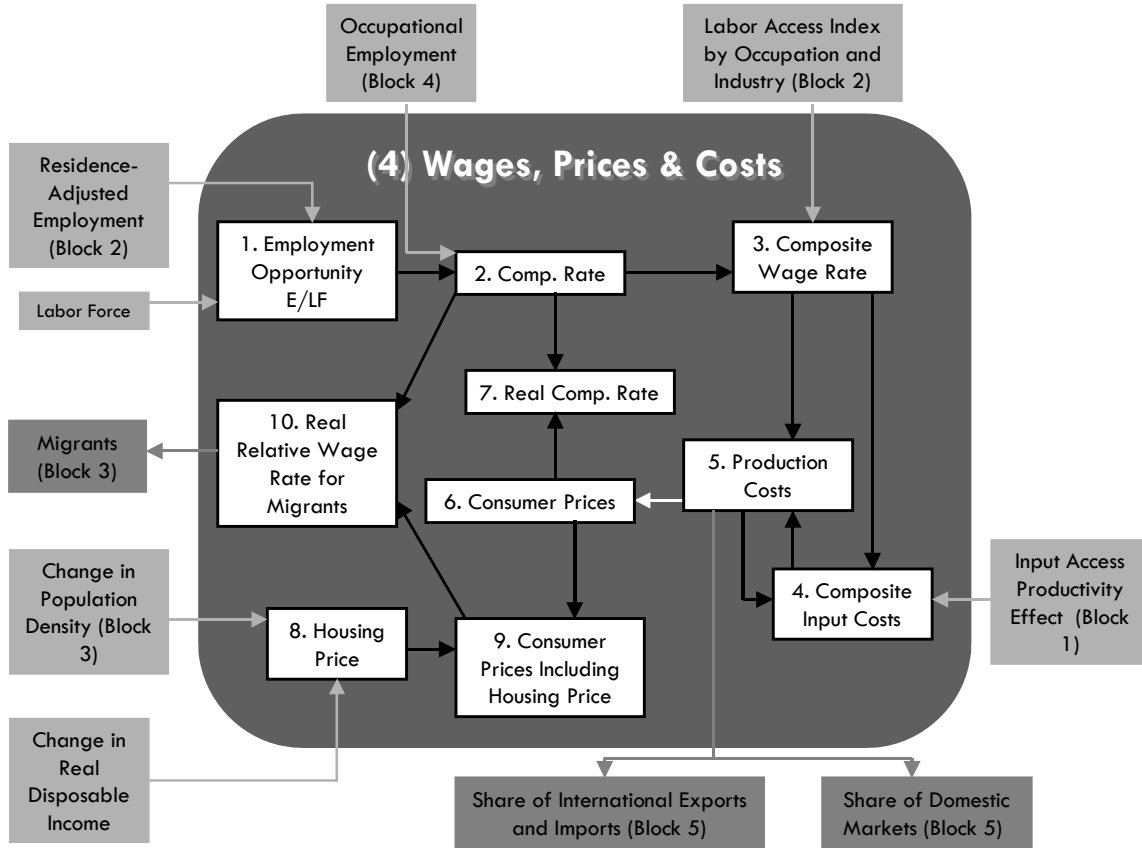 Occupational
Employment
(Block 4)
Labor Access Index
by Occupation and
Industry (Block 2)
(4) Wages, Prices & Costs
Residence-
Adjusted
Employment
(Block 2)
1. Employment
Opportunity
E/LF
2. Comp. Rate
3. Composite
Wage Rate
Labor Force
7. Real Comp. Rate
10. Real
Relative Wage
Rate for
Migrants
Migrants
(Block 3)
5. Production
Costs
6. Consumer Prices
Change in
Population
Density (Block
3)
8. Housing
Price
9. Consumer
Prices Including
Housing Price
4. Composite
Input Costs
Input Access
Productivity
Effect (Block
1)
Change in
Real
Disposable
Income
Share of International Exports
and Imports (Block 5)
Share of Domestic
Markets (Block 5)